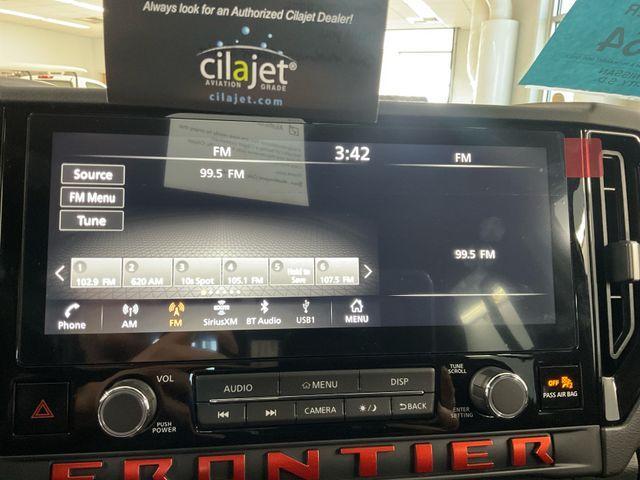 Always look for an Authorized Cilajet Dealer!
cilajet®
AVIATION GRADE
cilajet.com
FM 3:42 FM
Source 99.5 FM
FM Menu
Tune
99.5 FM
1 2 3 4 5 6
102.9 FM 620 AM 10s Spot 105.1 FM Hold to Save 107.5 FM
Phone AM FM SiriusXM BT Audio USB1 MENU
VOL
PUSH POWER
AUDIO MENU DISP
CAMERA BACK
TUNE SCROLL
ENTER SETTING
OFF
PASS AIR BAG
FRONTIER